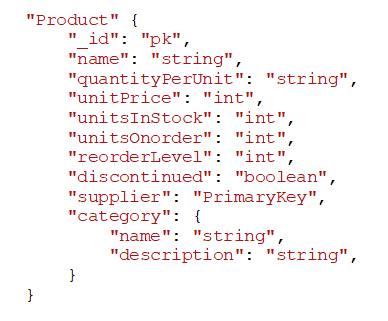 "Product" {
"_id": "pk",
"name": "string",
"quantityPerUnit": "string",
"unitPrice": "int",
"unitsInStock": "int",
"unitsOnorder": "int",
"reorderLevel": "int",
"discontinued": "boolean",
"supplier": "PrimaryKey",
"category": {
"name": "string",
"description": "string",
}
}